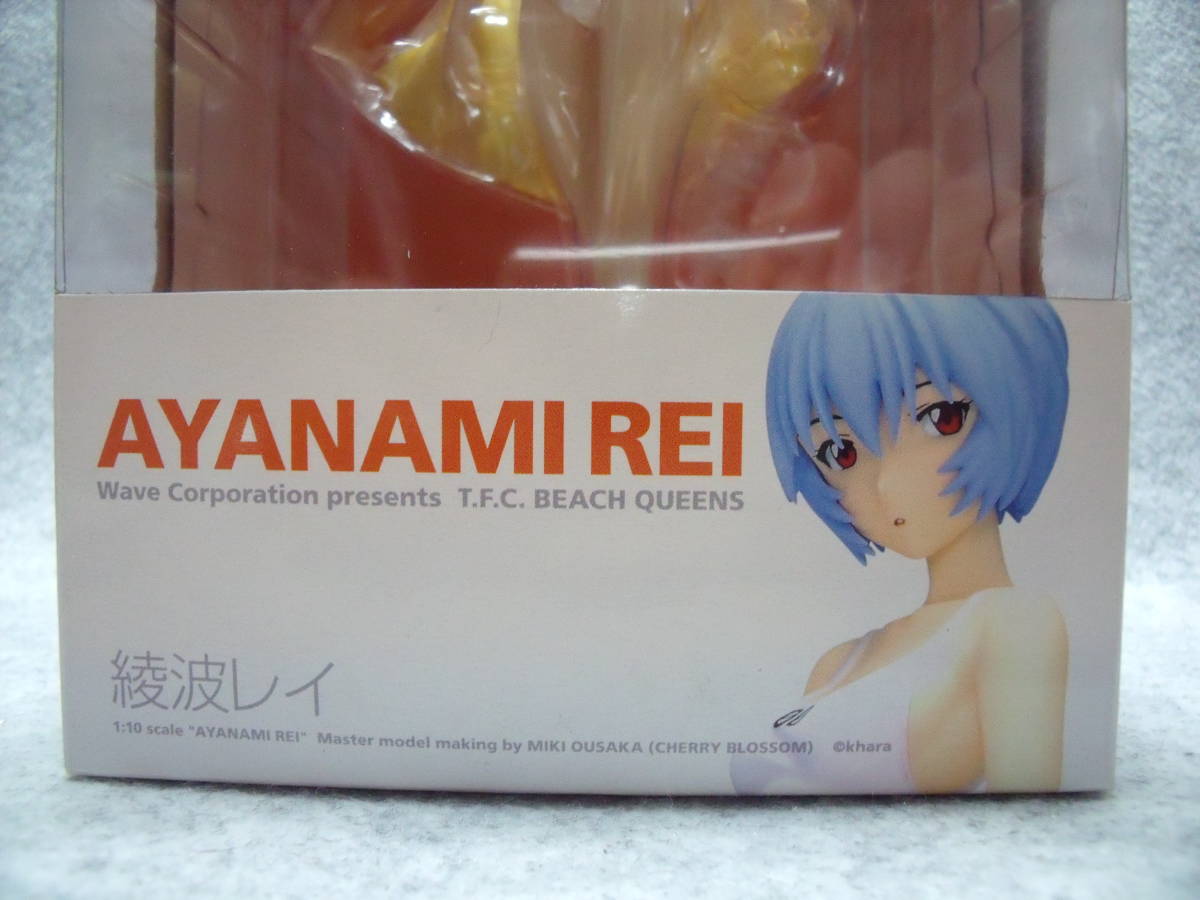 AYANAMI REI
Wave Corporation presents T.F.C. BEACH QUEENS
綾波レイ
1:10 scale "AYANAMI REI" Master model making by MIKI OUSAKA (CHERRY BLOSSOM) ©khara